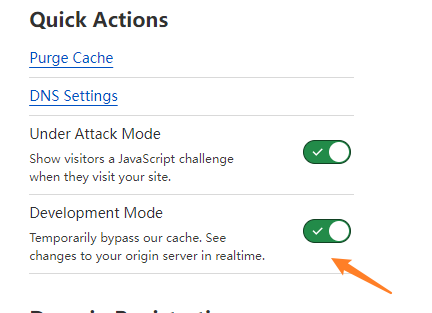 Quick Actions
Purge Cache
DNS Settings
Under Attack Mode
Show visitors a JavaScript challenge
when they visit your site.
Development Mode
Temporarily bypass our cache. See
changes to your origin server in realtime.